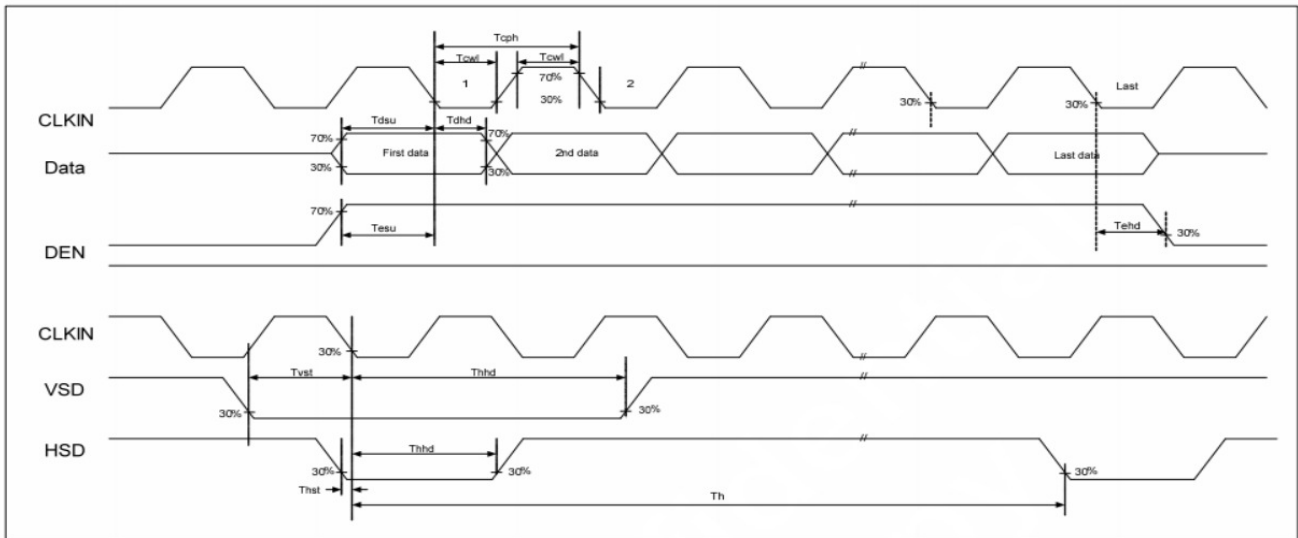 Tcph
Tcwl Tcwl
1 70% 2 Last
30% 30% 30%
CLKIN
Tdsu Tdhd
70% 70%
First data 2nd data Last data
30% 30%
Data
70%
Tesu Tehd 30%
DEN
CLKIN
30%
Tvst Thhd
VSD
30% 30%
HSD
Thhd
30% 30% 30%
Thst
Th